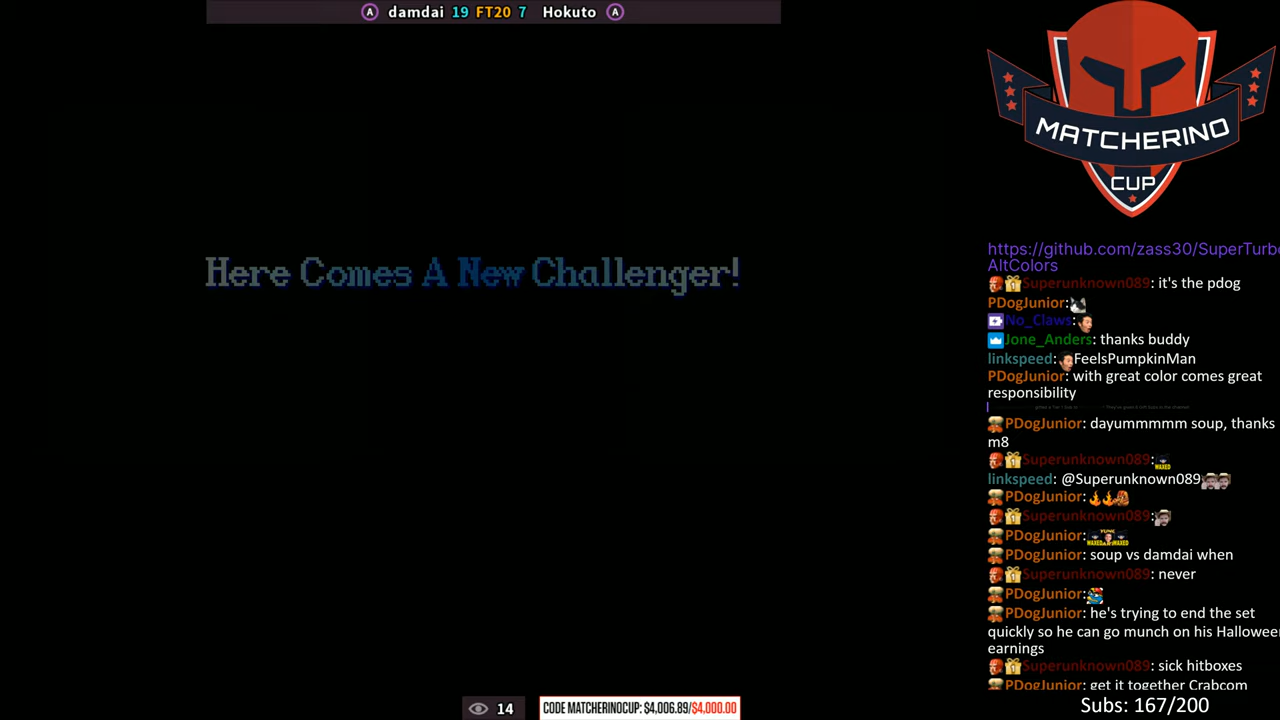 A damdai 19 FT20 7 Hokuto A
Here Comes A New Challenger!
MATCHERINO
CUP
https://github.com/zass30/SuperTurbo
AltColors
Superunknown089: it's the pdog
PDogJunior:
No_Claws:
Jone_Anders: thanks buddy
linkspeed: FeelsPumpkinMan
PDogJunior: with great color comes great
responsibility
PDogJunior: dayummmmm soup, thanks
m8
Superunknown089:
linkspeed: @Superunknown089
PDogJunior:
Superunknown089:
PDogJunior:
PDogJunior: soup vs damdai when
Superunknown089: never
PDogJunior:
PDogJunior: he's trying to end the set
quickly so he can go munch on his Hallowee
earnings
Superunknown089: sick hitboxes
PDogJunior: get it together Crabcom
Subs: 167/200
14
CODE MATCHERINOCUP: $4,006.89/$4,000.00